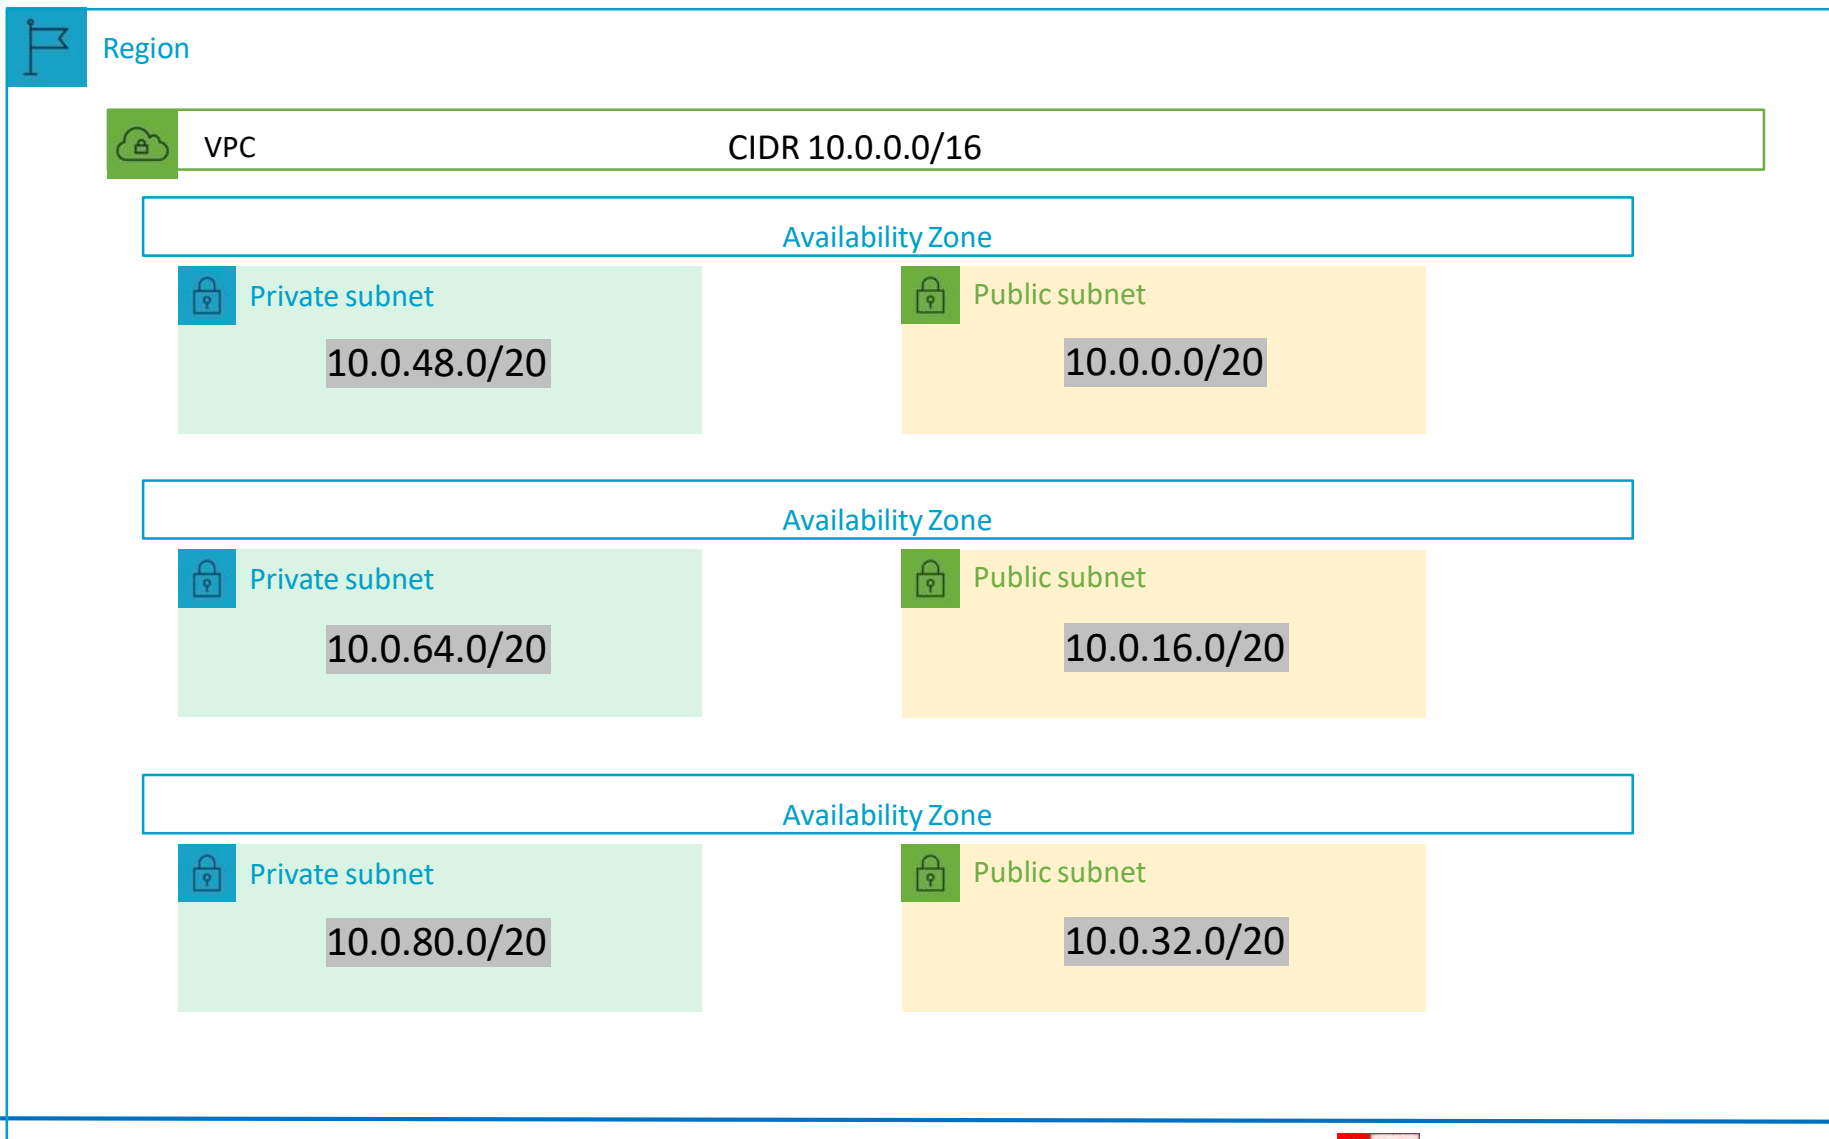 Region
VPC
CIDR 10.0.0.0/16
Availability Zone
Private subnet
Public subnet
10.0.48.0/20
10.0.0.0/20
Availability Zone
Private subnet
Public subnet
10.0.64.0/20
10.0.16.0/20
Availability Zone
Private subnet
Public subnet
10.0.80.0/20
10.0.32.0/20